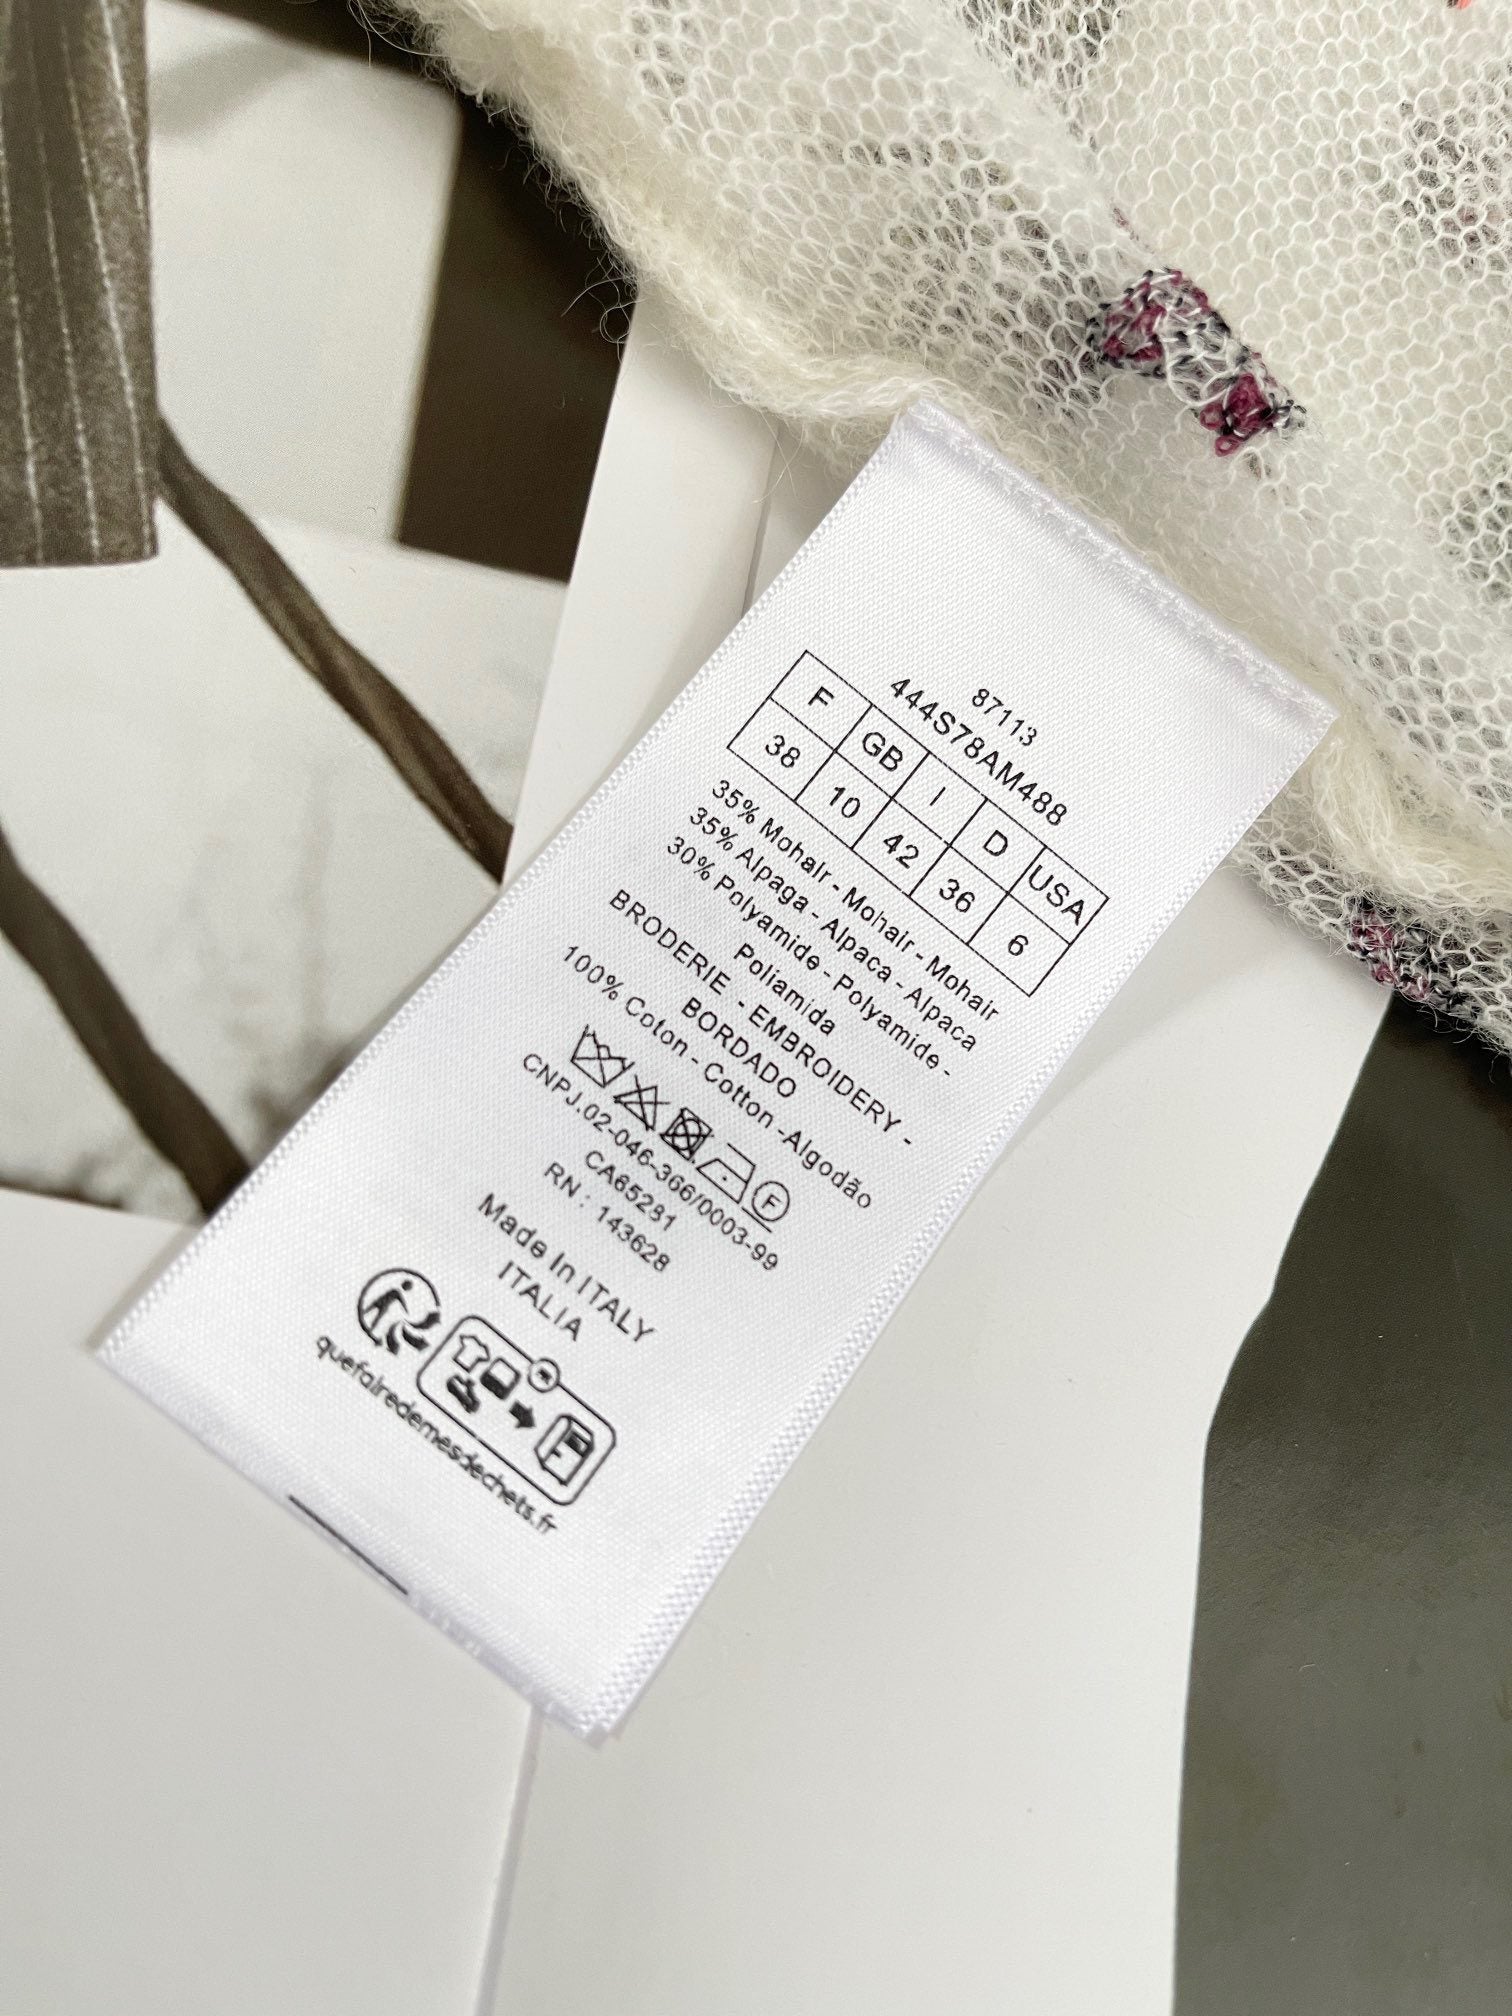 87113
444S78AM488
F GB I D USA
38 10 42 36 6
35% Mohair - Mohair - Mohair
35% Alpaga - Alpaca - Alpaca
30% Polyamide - Polyamide -
Poliamida
BRODERIE - EMBROIDERY -
BORDADO
100% Coton - Cotton -Algodão
F
CNPJ.02-046-366/0003-99
CA65281
RN : 143628
Made In ITALY
ITALIA
quefairedemesdechets.fr